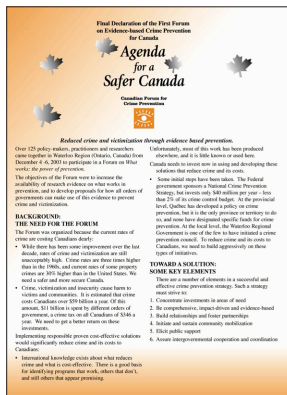 Final Declaration of the First Forum
on Evidence-based Crime Prevention
for Canada
Agenda
for a
Safer Canada
Canadian Forum for
Crime Prevention
Reduced crime and victimization through evidence based prevention.
Over 125 policy-makers, practitioners and researchers
came together in Waterloo Region (Ontario, Canada) from
December 4–6, 2003 to participate in a Forum on What
works: the power of prevention.
The objectives of the Forum were to increase the
availability of research evidence on what works in
prevention, and to develop proposals for how all orders of
governments can make use of this evidence to prevent
crime and victimization.
BACKGROUND:
THE NEED FOR THE FORUM
The Forum was organized because the current rates of
crime are costing Canadians dearly:
• While there has been some improvement over the last
decade, rates of crime and victimization are still
unacceptably high. Crime rates are three times higher
than in the 1960s, and current rates of some property
crimes are 30% higher than in the United States. We
need a safer and more secure Canada.
• Crime, victimization and insecurity cause harm to
victims and communities. It is estimated that crime
costs Canadians over $59 billion a year. Of this
amount, $11 billion is spent by different orders of
government, a crime tax on all Canadians of $346 a
year. We need to get a better return on these
investments.
Implementing responsible proven cost-effective solutions
would significantly reduce crime and its costs to
Canadians:
• International knowledge exists about what reduces
crime and what is cost-effective. There is a good basis
for identifying programs that work, others that don't,
and still others that appear promising.
Unfortunately, most of this work has been produced
elsewhere, and it is little known or used here.
Canada needs to invest now in using and developing these
solutions that reduce crime and its costs.
• Some initial steps have been taken. The Federal
government sponsors a National Crime Prevention
Strategy, but invests only $40 million per year – less
than 2% of its crime control budget. At the provincial
level, Québec has developed a policy on crime
prevention, but it is the only province or territory to do
so, and none have designated specific funds for crime
prevention. At the local level, the Waterloo Regional
Government is one of the few to have initiated a crime
prevention council. To reduce crime and its costs to
Canadians, we need to build aggressively on these
types of initiatives.
TOWARD A SOLUTION:
SOME KEY ELEMENTS
There are a number of elements in a successful and
effective crime prevention strategy. Such a strategy
must strive to:
1. Concentrate investments in areas of need
2. Be comprehensive, impact-driven and evidence-based
3. Build relationships and foster partnerships
4. Initiate and sustain community mobilization
5. Elicit public support
6. Assure intergovernmental cooperation and coordination